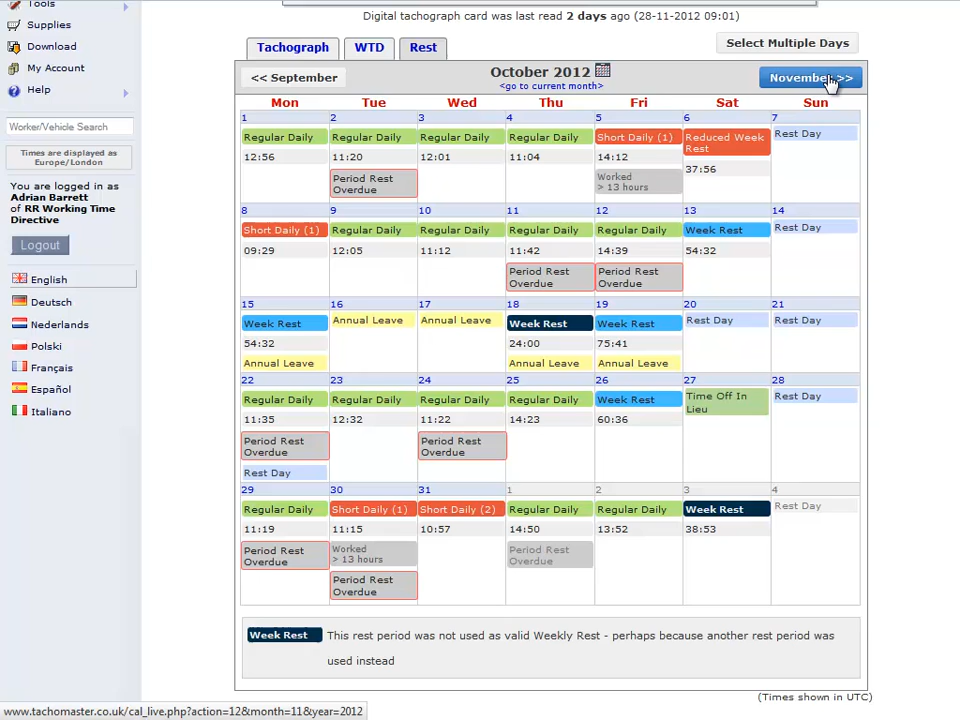 Tools
Supplies
Download
My Account
Help
Worker/Vehicle Search
Times are displayed as
Europe/London
You are logged in as
Adrian Barrett
of RR Working Time
Directive
Logout
English
Deutsch
Nederlands
Polski
Français
Español
Italiano
Digital tachograph card was last read 2 days ago (28-11-2012 09:01)
Tachograph WTD Rest Select Multiple Days
<< September October 2012 November >>
<go to current month>
Mon Tue Wed Thu Fri Sat Sun
1 2 3 4 5 6 7
Regular Daily Regular Daily Regular Daily Regular Daily Short Daily (1) Reduced Week Rest Day
Rest
12:56 11:20 12:01 11:04 14:12 37:56
Period Rest Worked
Overdue > 13 hours
8 9 10 11 12 13 14
Short Daily (1) Regular Daily Regular Daily Regular Daily Regular Daily Week Rest Rest Day
09:29 12:05 11:12 11:42 14:39 54:32
Period Rest Period Rest
Overdue Overdue
15 16 17 18 19 20 21
Week Rest Annual Leave Annual Leave Week Rest Week Rest Rest Day Rest Day
54:32 24:00 75:41
Annual Leave Annual Leave Annual Leave
22 23 24 25 26 27 28
Regular Daily Regular Daily Regular Daily Regular Daily Week Rest Time Off In Rest Day
Lieu
11:35 12:32 11:22 14:23 60:36
Period Rest Period Rest
Overdue Overdue
Rest Day
29 30 31 1 2 3 4
Regular Daily Short Daily (1) Short Daily (2) Regular Daily Regular Daily Week Rest Rest Day
11:19 11:15 10:57 14:50 13:52 38:53
Period Rest Worked Period Rest
Overdue > 13 hours Overdue
Period Rest
Overdue
Week Rest This rest period was not used as valid Weekly Rest - perhaps because another rest period was
used instead
(Times shown in UTC)
www.tachomaster.co.uk/cal_live.php?action=12&month=11&year=2012